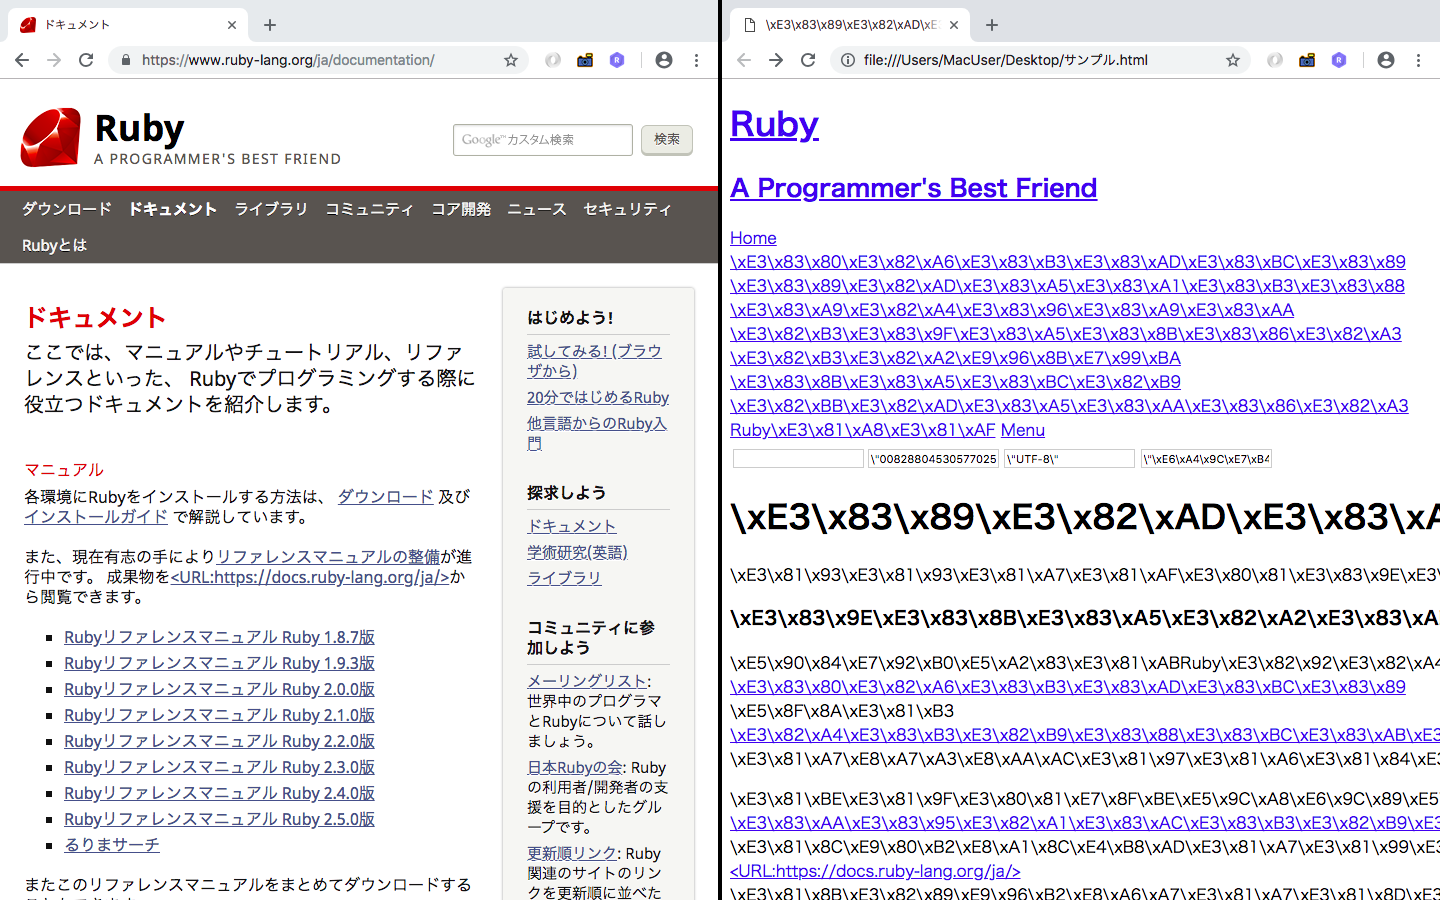 ドキュメント
https://www.ruby-lang.org/ja/documentation/
Ruby
A PROGRAMMER'S BEST FRIEND
Google™カスタム検索
検索
ダウンロード ドキュメント ライブラリ コミュニティ コア開発 ニュース セキュリティ
Rubyとは
ドキュメント
ここでは、マニュアルやチュートリアル、リファ
レンスといった、 Rubyでプログラミングする際に
役立つドキュメントを紹介します。
マニュアル
各環境にRubyをインストールする方法は、 ダウンロード 及び
インストールガイド で解説しています。
また、現在有志の手によりリファレンスマニュアルの整備が進
行中です。 成果物を<URL:https://docs.ruby-lang.org/ja/>か
ら閲覧できます。
Rubyリファレンスマニュアル Ruby 1.8.7版
Rubyリファレンスマニュアル Ruby 1.9.3版
Rubyリファレンスマニュアル Ruby 2.0.0版
Rubyリファレンスマニュアル Ruby 2.1.0版
Rubyリファレンスマニュアル Ruby 2.2.0版
Rubyリファレンスマニュアル Ruby 2.3.0版
Rubyリファレンスマニュアル Ruby 2.4.0版
Rubyリファレンスマニュアル Ruby 2.5.0版
るりまサーチ
またこのリファレンスマニュアルをまとめてダウンロードする
はじめよう!
試してみる! (ブラウ
ザから)
20分ではじめるRuby
他言語からのRuby入
門
探求しよう
ドキュメント
学術研究(英語)
ライブラリ
コミュニティに参
加しよう
メーリングリスト:
世界中のプログラマ
とRubyについて話し
ましょう。
日本Rubyの会: Ruby
の利用者/開発者の支
援を目的としたグル
ープです。
更新順リンク: Ruby
関連のサイトのリン
クを更新順に並べた
\xE3\x83\x89\xE3\x82\xAD\xE
file:///Users/MacUser/Desktop/サンプル.html
Ruby
A Programmer's Best Friend
Home
\xE3\x83\x80\xE3\x82\xA6\xE3\x83\xB3\xE3\x83\xAD\xE3\x83\xBC\xE3\x83\x89
\xE3\x83\x89\xE3\x82\xAD\xE3\x83\xA5\xE3\x83\xA1\xE3\x83\xB3\xE3\x83\x88
\xE3\x83\xA9\xE3\x82\xA4\xE3\x83\x96\xE3\x83\xA9\xE3\x83\xAA
\xE3\x82\xB3\xE3\x83\x9F\xE3\x83\xA5\xE3\x83\x8B\xE3\x83\x86\xE3\x82\xA3
\xE3\x82\xB3\xE3\x82\xA2\xE9\x96\x8B\xE7\x99\xBA
\xE3\x83\x8B\xE3\x83\xA5\xE3\x83\xBC\xE3\x82\xB9
\xE3\x82\xBB\xE3\x82\xAD\xE3\x83\xA5\xE3\x83\xAA\xE3\x83\x86\xE3\x82\xA3
Ruby\xE3\x81\xA8\xE3\x81\xAF Menu
\"00828804530577025 \"UTF-8\" \"\xE6\xA4\x9C\xE7\xB4
\xE3\x83\x89\xE3\x82\xAD\xE3\x83\xA
\xE3\x81\x93\xE3\x81\x93\xE3\x81\xA7\xE3\x81\xAF\xE3\x80\x81\xE3\x83\x9E\xE3
\xE3\x83\x9E\xE3\x83\x8B\xE3\x83\xA5\xE3\x82\xA2\xE3\x83\xA
\xE5\x90\x84\xE7\x92\xB0\xE5\xA2\x83\xE3\x81\xABRuby\xE3\x82\x92\xE3\x82\xA4
\xE3\x83\x80\xE3\x82\xA6\xE3\x83\xB3\xE3\x83\xAD\xE3\x83\xBC\xE3\x83\x89
\xE5\x8F\x8A\xE3\x81\xB3
\xE3\x82\xA4\xE3\x83\xB3\xE3\x82\xB9\xE3\x83\x88\xE3\x83\xBC\xE3\x83\xAB\xE3
\xE3\x81\xA7\xE8\xA7\xA3\xE8\xAA\xAC\xE3\x81\x97\xE3\x81\xA6\xE3\x81\x84\xE3
\xE3\x81\xBE\xE3\x81\x9F\xE3\x80\x81\xE7\x8F\xBE\xE5\x9C\xA8\xE6\x9C\x89\xE5
\xE3\x83\xAA\xE3\x83\x95\xE3\x82\xA1\xE3\x83\xAC\xE3\x83\xB3\xE3\x82\xB9\xE3
\xE3\x81\x8C\xE9\x80\xB2\xE8\xA1\x8C\xE4\xB8\xAD\xE3\x81\xA7\xE3\x81\x99\xE3
<URL:https://docs.ruby-lang.org/ja/>
\xE3\x81\x8B\xE3\x82\x89\xE9\x96\xB2\xE8\xA6\xA7\xE3\x81\xA7\xE3\x81\x8D\xE3